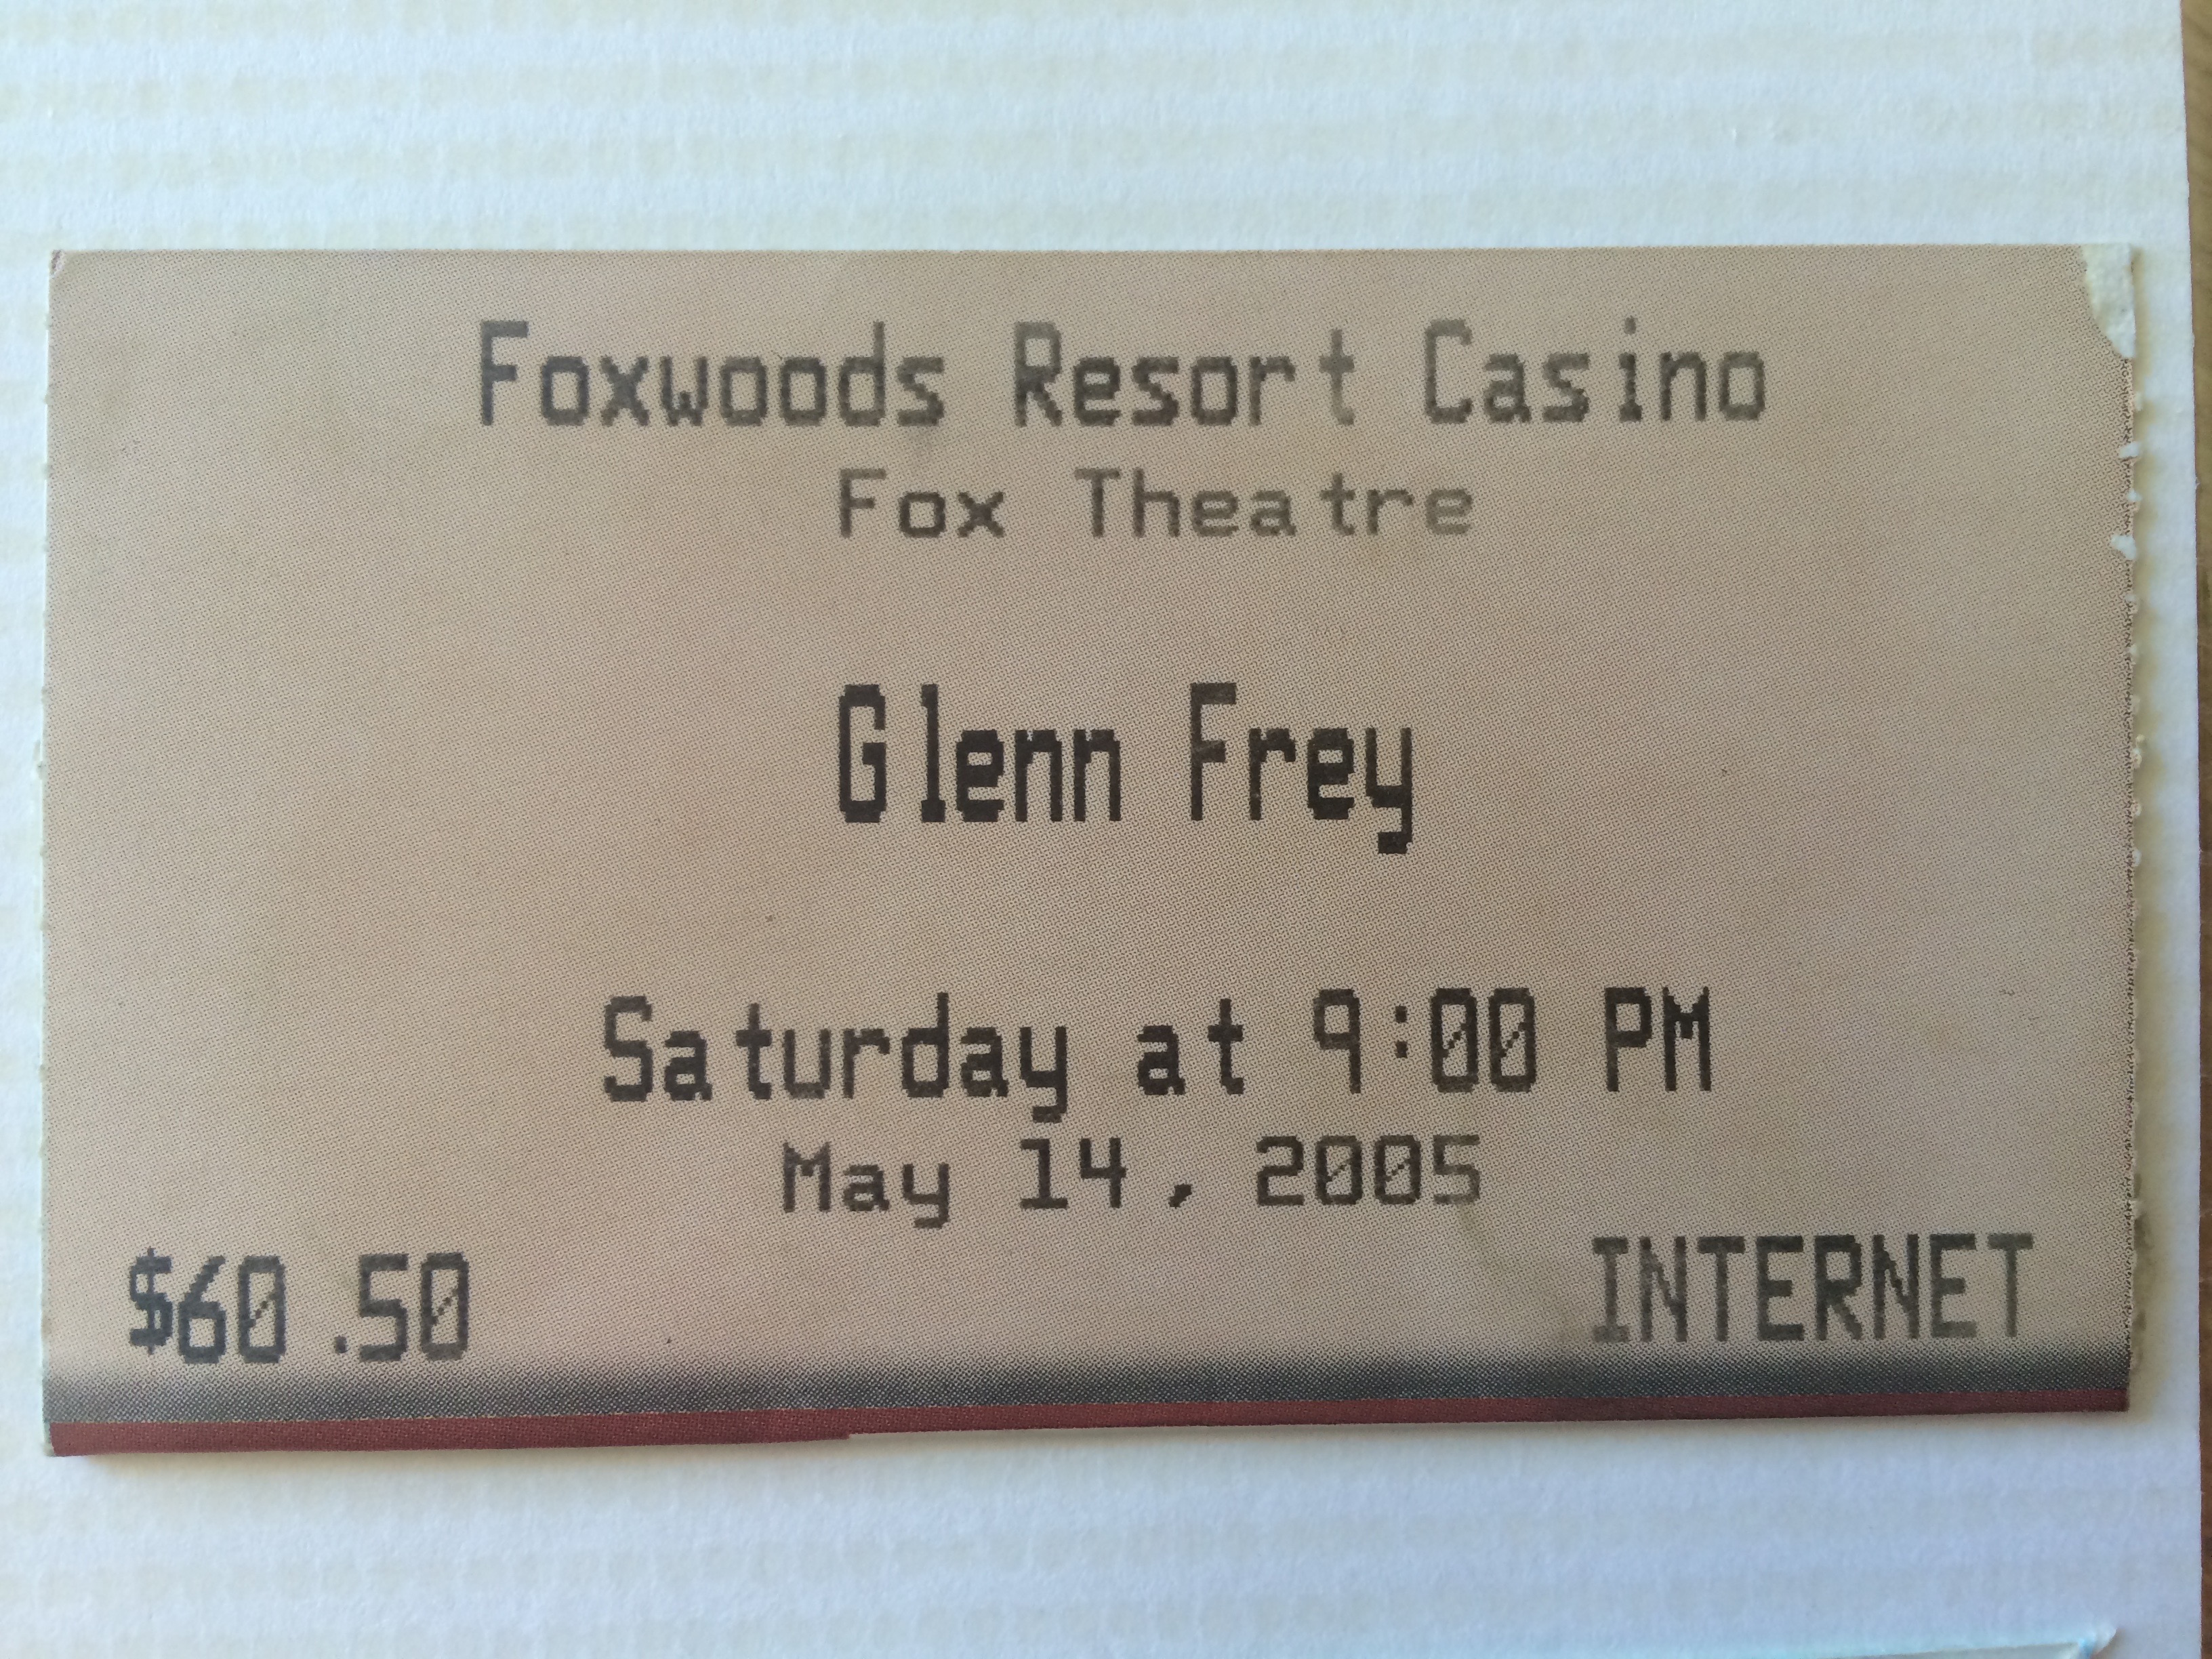 Foxwoods Resort Casino
Fox Theatre
Glenn Frey
Saturday at 9:00 PM
May 14, 2005
$60.50 INTERNET